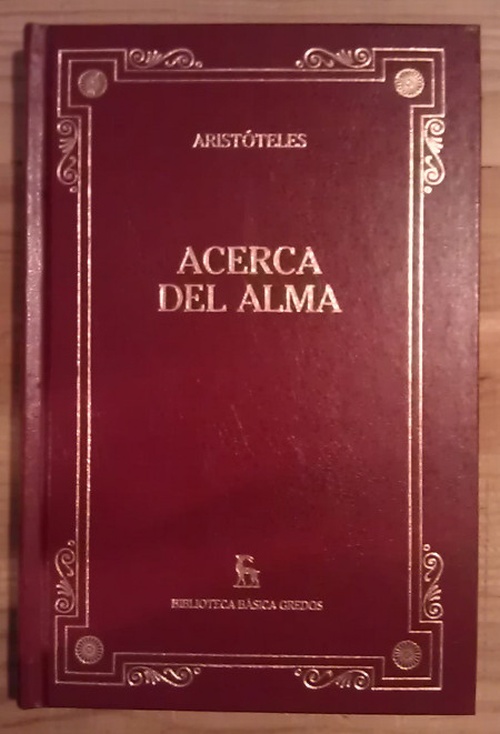 ARISTÓTELES
ACERCA
DEL ALMA
BIBLIOTECA BÁSICA GREDOS